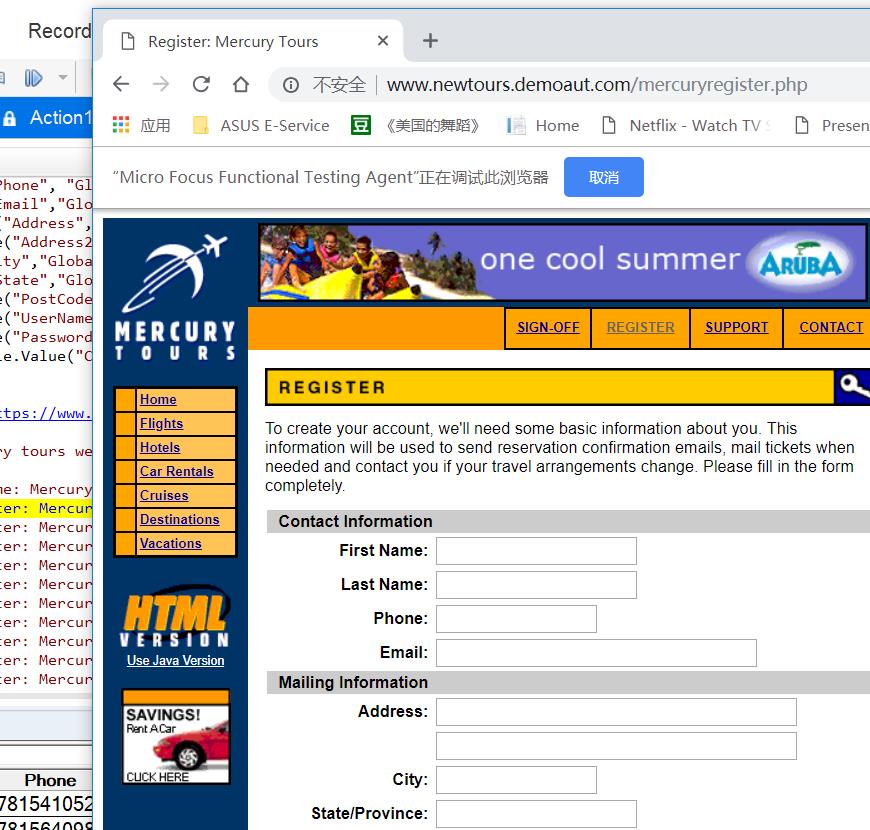 Record
Register: Mercury Tours
不安全 www.newtours.demoaut.com/mercuryregister.php
应用 ASUS E-Service 豆 《美国的舞蹈》 Home Netflix - Watch TV S Presen
Action1
"Micro Focus Functional Testing Agent"正在调试此浏览器 取消
Phone", "Gl
Email","Glo
("Address",
e("Address2
ity","Globa
State","Glo
e("PostCode
e("UserName
e("Password
le.Value("C
ttps://www.
ry tours we
me: Mercury
ter: Mercur
ter: Mercur
ter: Mercur
ter: Mercur
ter: Mercur
ter: Mercur
ter: Mercur
ter: Mercur
ter: Mercur
ter: Mercur
Phone
781541052
781564098
MERCURY
TOURS
one cool summer ARUBA
SIGN-OFF REGISTER SUPPORT CONTACT
Home
Flights
Hotels
Car Rentals
Cruises
Destinations
Vacations
HTML
VERSION
Use Java Version
SAVINGS!
Rent A Car
CLICK HERE
REGISTER
To create your account, we'll need some basic information about you. This
information will be used to send reservation confirmation emails, mail tickets when
needed and contact you if your travel arrangements change. Please fill in the form
completely.
Contact Information
First Name:
Last Name:
Phone:
Email:
Mailing Information
Address:
City:
State/Province: